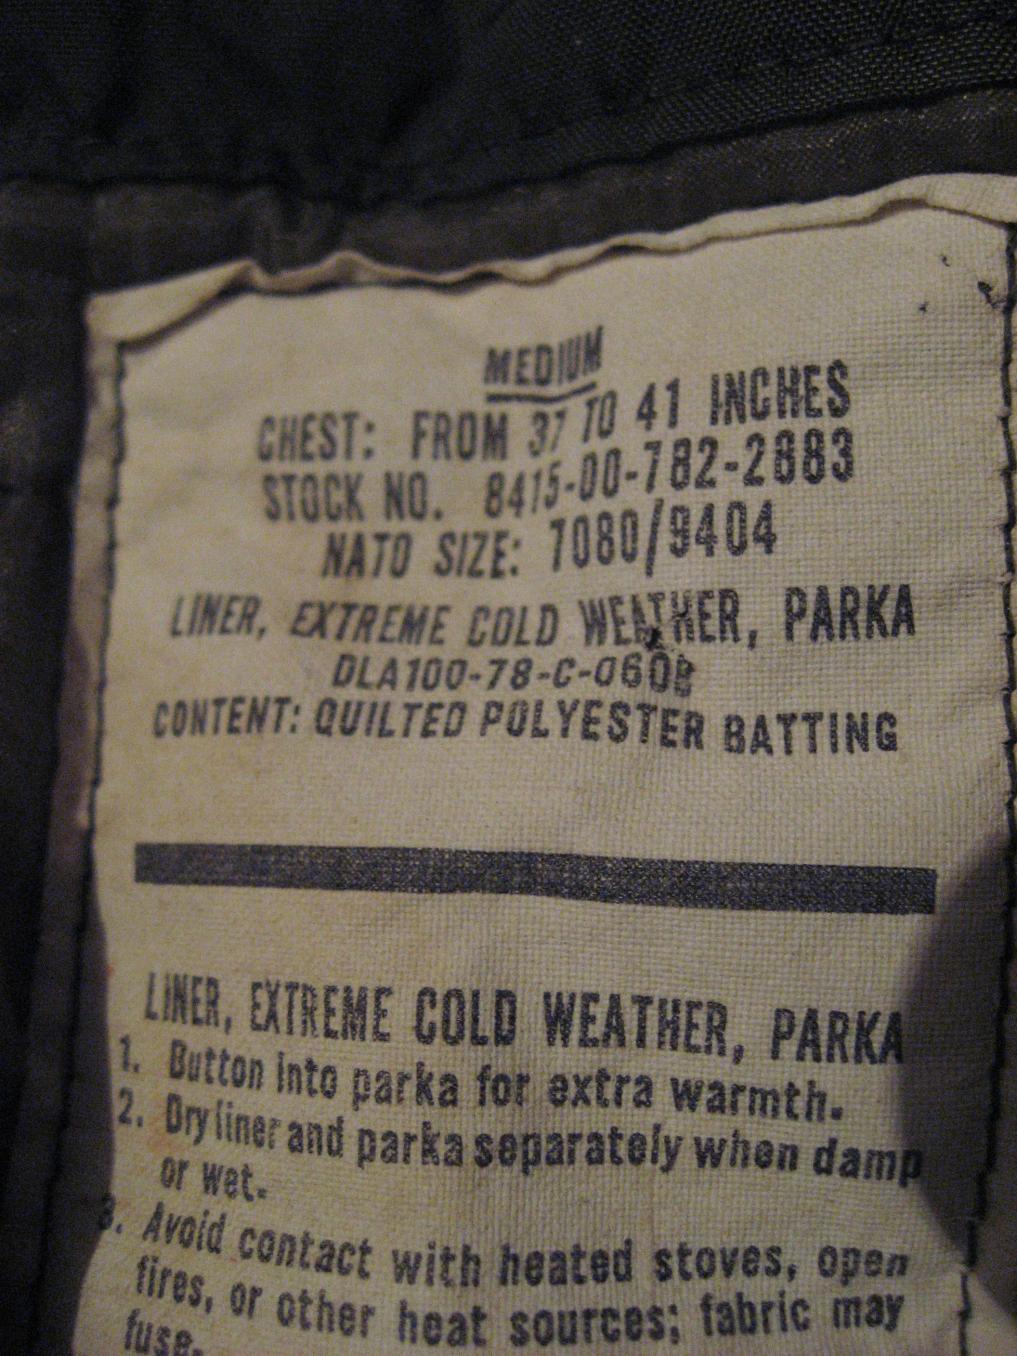 MEDIUM
CHEST: FROM 37 TO 41 INCHES
STOCK NO. 8415-00-782-2883
NATO SIZE: 7080/9404
LINER, EXTREME COLD WEATHER, PARKA
DLA100-78-C-0608
CONTENT: QUILTED POLYESTER BATTING
LINER, EXTREME COLD WEATHER, PARKA
1. Button into parka for extra warmth.
2. Dry liner and parka separately when damp
or wet.
3. Avoid contact with heated stoves, open
fires, or other heat sources; fabric may
fuse.